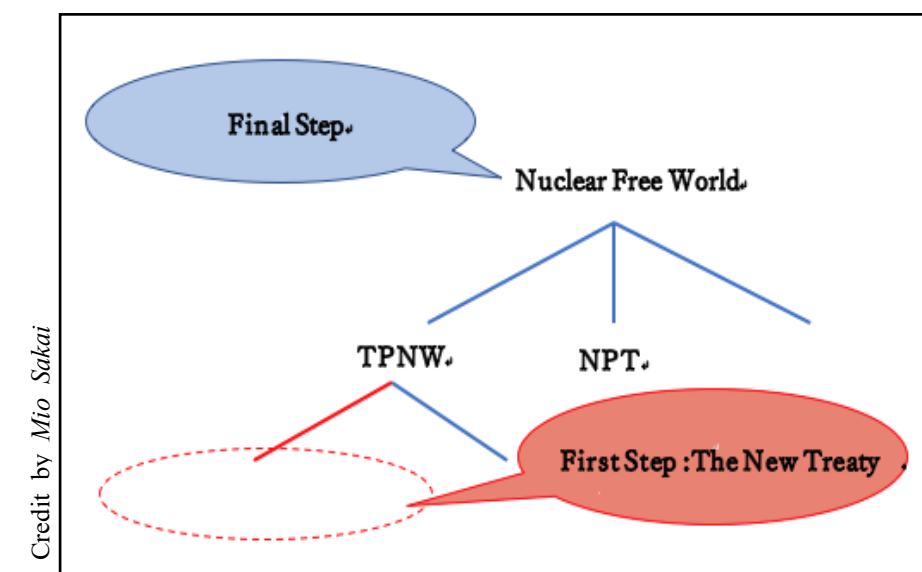 Final Step
Nuclear Free World
TPNW
NPT
First Step :The New Treaty
Credit by Mio Sakai